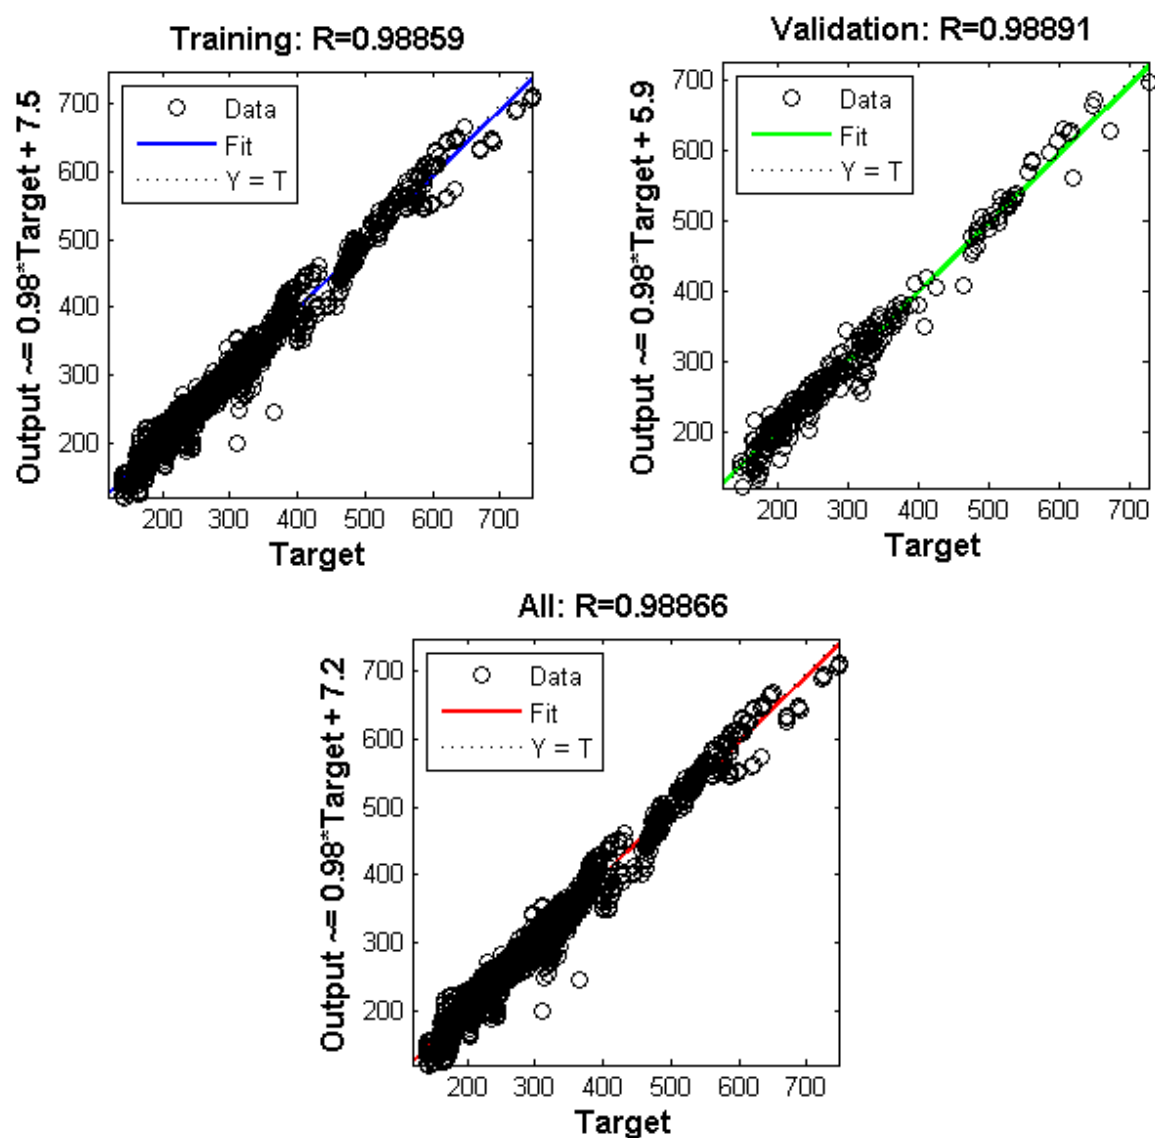 Training: R=0.98859
Output ~= 0.98*Target + 7.5
Data
Fit
Y = T
700
600
500
400
300
200
200 300 400 500 600 700
Target
Validation: R=0.98891
Output ~= 0.98*Target + 5.9
Data
Fit
Y = T
700
600
500
400
300
200
200 300 400 500 600 700
Target
All: R=0.98866
Output ~= 0.98*Target + 7.2
Data
Fit
Y = T
700
600
500
400
300
200
200 300 400 500 600 700
Target